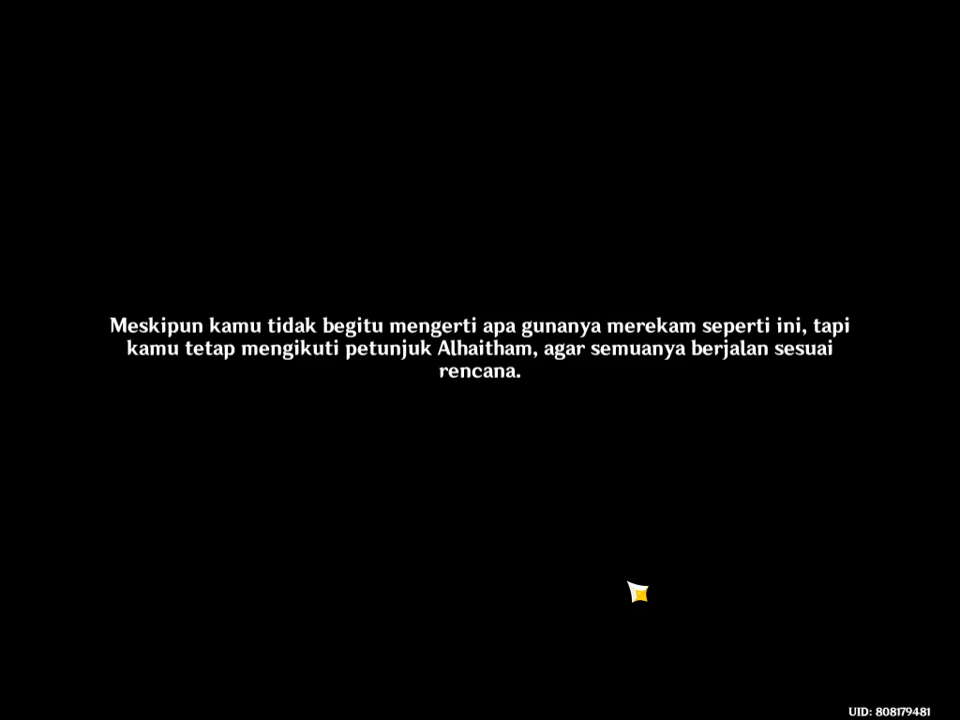 Meskipun kamu tidak begitu mengerti apa gunanya merekam seperti ini, tapi
kamu tetap mengikuti petunjuk Alhaitham, agar semuanya berjalan sesuai
rencana.
UID: 808179481